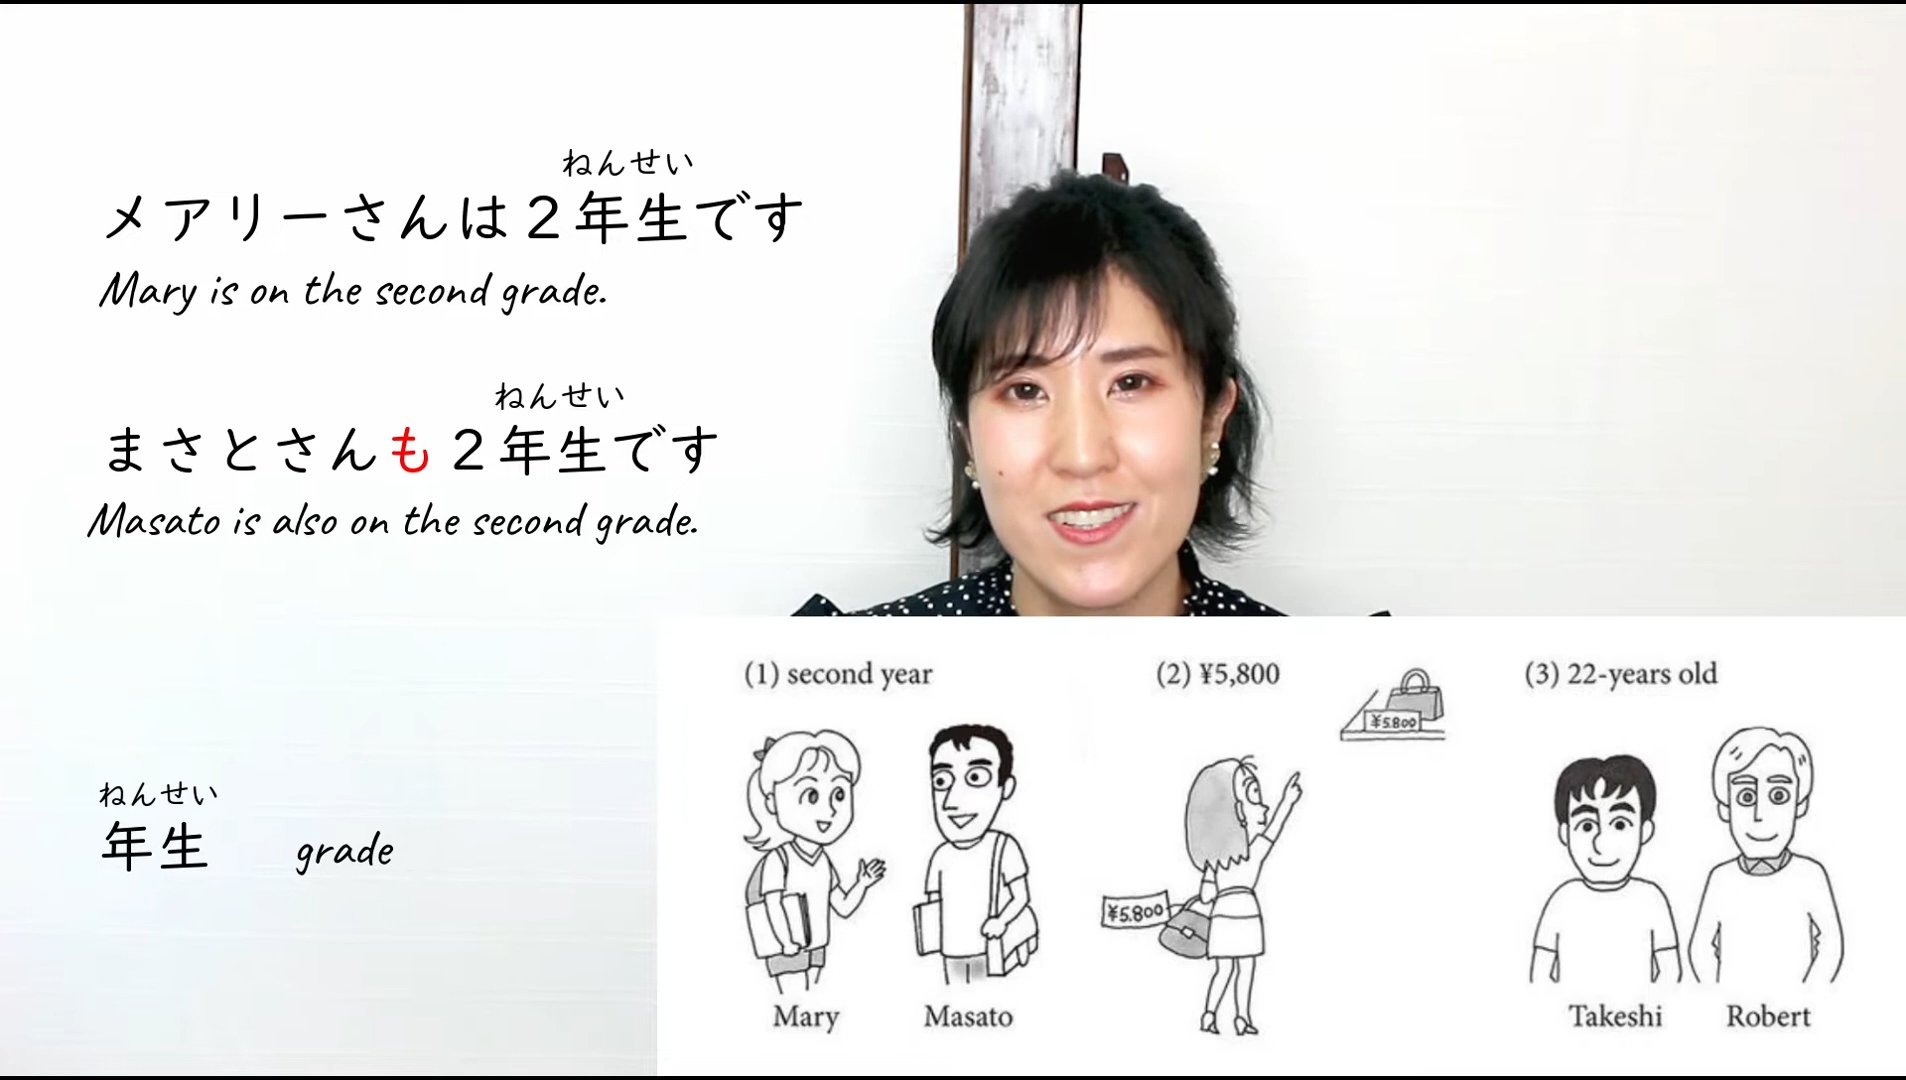 ねんせい
メアリーさんは２年生です
Mary is on the second grade.
ねんせい
まさとさんも２年生です
Masato is also on the second grade.
ねんせい
年生 grade
(1) second year
(2) ¥5,800
¥5.800
(3) 22-years old
¥5.800
Mary
Masato
Takeshi
Robert